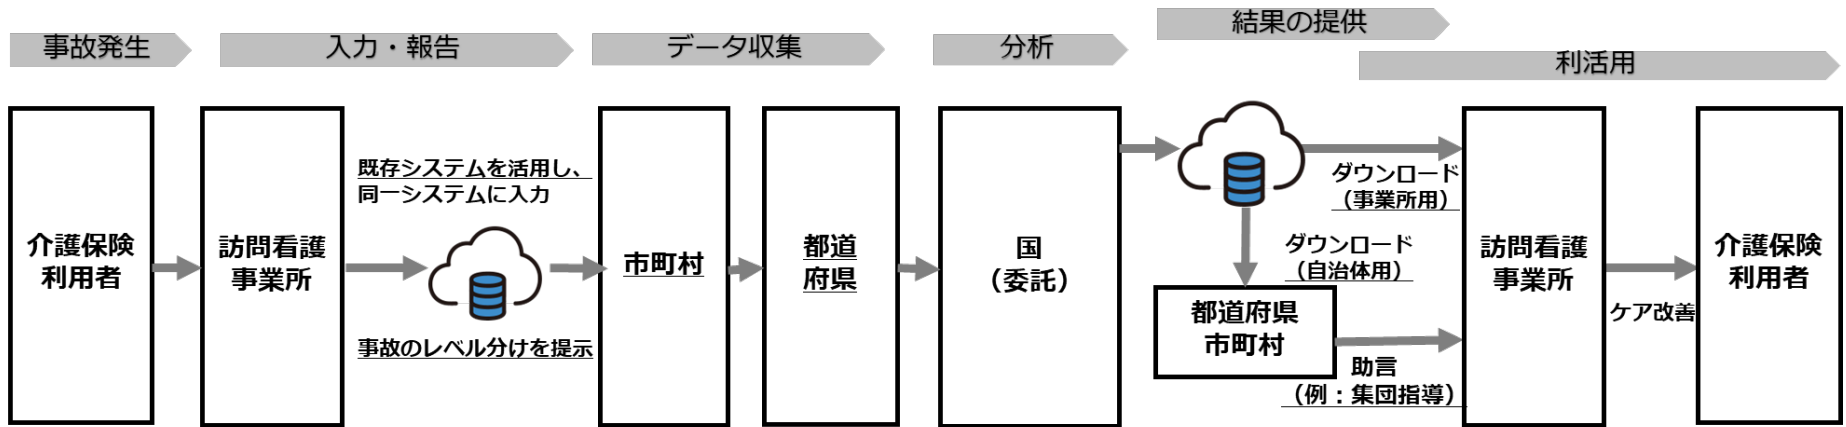 事故発生
入力・報告
データ収集
分析
結果の提供
利活用
介護保険
利用者
訪問看護
事業所
既存システムを活用し、
同一システムに入力
事故のレベル分けを提示
市町村
都道
府県
国
（委託）
ダウンロード
（事業所用）
ダウンロード
（自治体用）
都道府県
市町村
助言
（例：集団指導）
訪問看護
事業所
ケア改善
介護保険
利用者